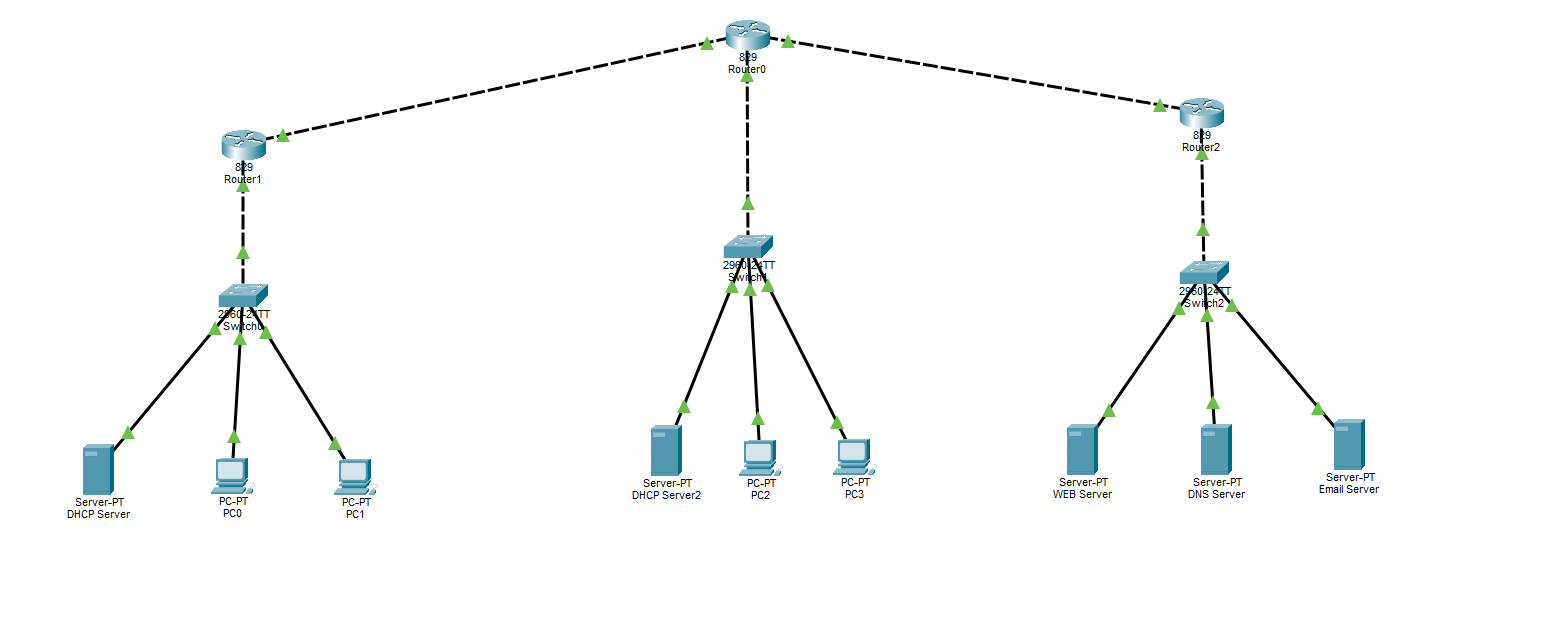 829
Router0
829
Router2
829
Router1
2960-24TT
Switch1
2960-24TT
Switch2
2960-24TT
Switch0
Server-PT
DHCP Server
PC-PT
PC0
PC-PT
PC1
Server-PT
DHCP Server2
PC-PT
PC2
PC-PT
PC3
Server-PT
WEB Server
Server-PT
DNS Server
Server-PT
Email Server